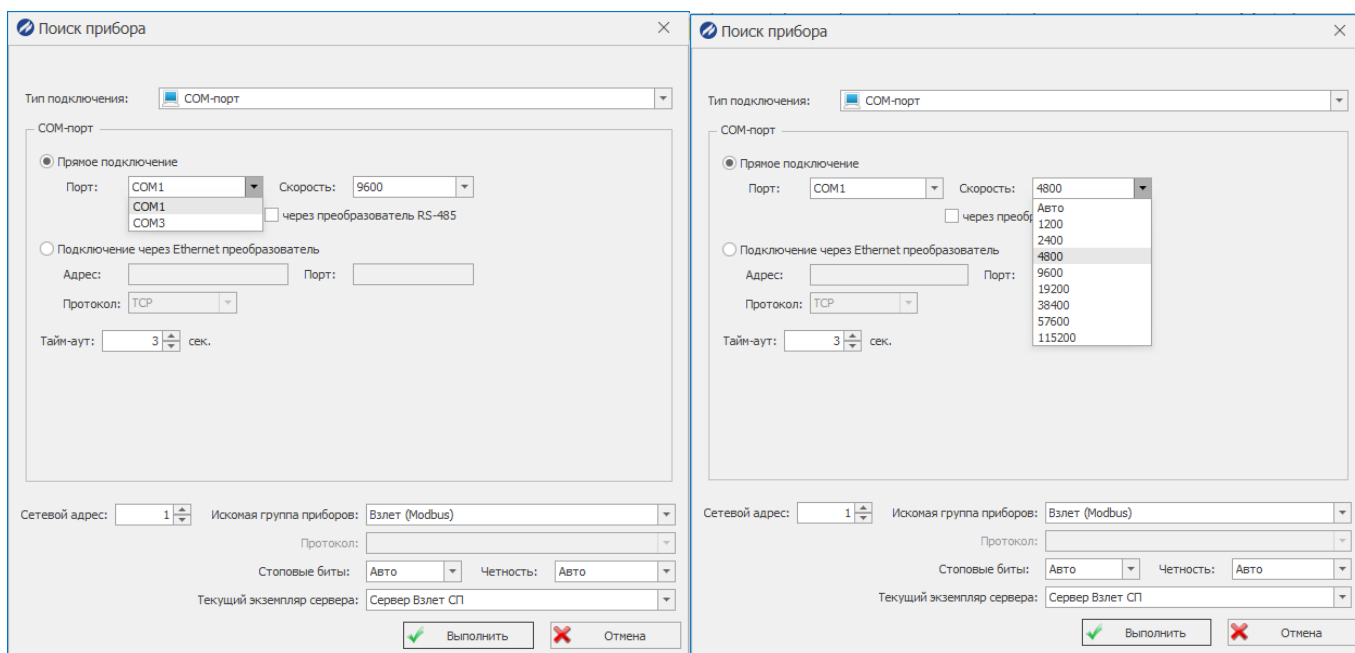 Поиск прибора
Тип подключения: COM-порт
COM-порт
Прямое подключение
Порт: COM1 Скорость: 9600
COM1
COM3
через преобразователь RS-485
Подключение через Ethernet преобразователь
Адрес: Порт:
Протокол: TCP
Тайм-аут: 3 сек.
Сетевой адрес: 1 Искомая группа приборов: Взлет (Modbus)
Протокол:
Стоповые биты: Авто Четность: Авто
Текущий экземпляр сервера: Сервер Взлет СП
Выполнить Отмена
Поиск прибора
Тип подключения: COM-порт
COM-порт
Прямое подключение
Порт: COM1 Скорость: 4800
Авто
1200
2400
4800
9600
19200
38400
57600
115200
через преоб
Подключение через Ethernet преобразователь
Адрес: Порт:
Протокол: TCP
Тайм-аут: 3 сек.
Сетевой адрес: 1 Искомая группа приборов: Взлет (Modbus)
Протокол:
Стоповые биты: Авто Четность: Авто
Текущий экземпляр сервера: Сервер Взлет СП
Выполнить Отмена